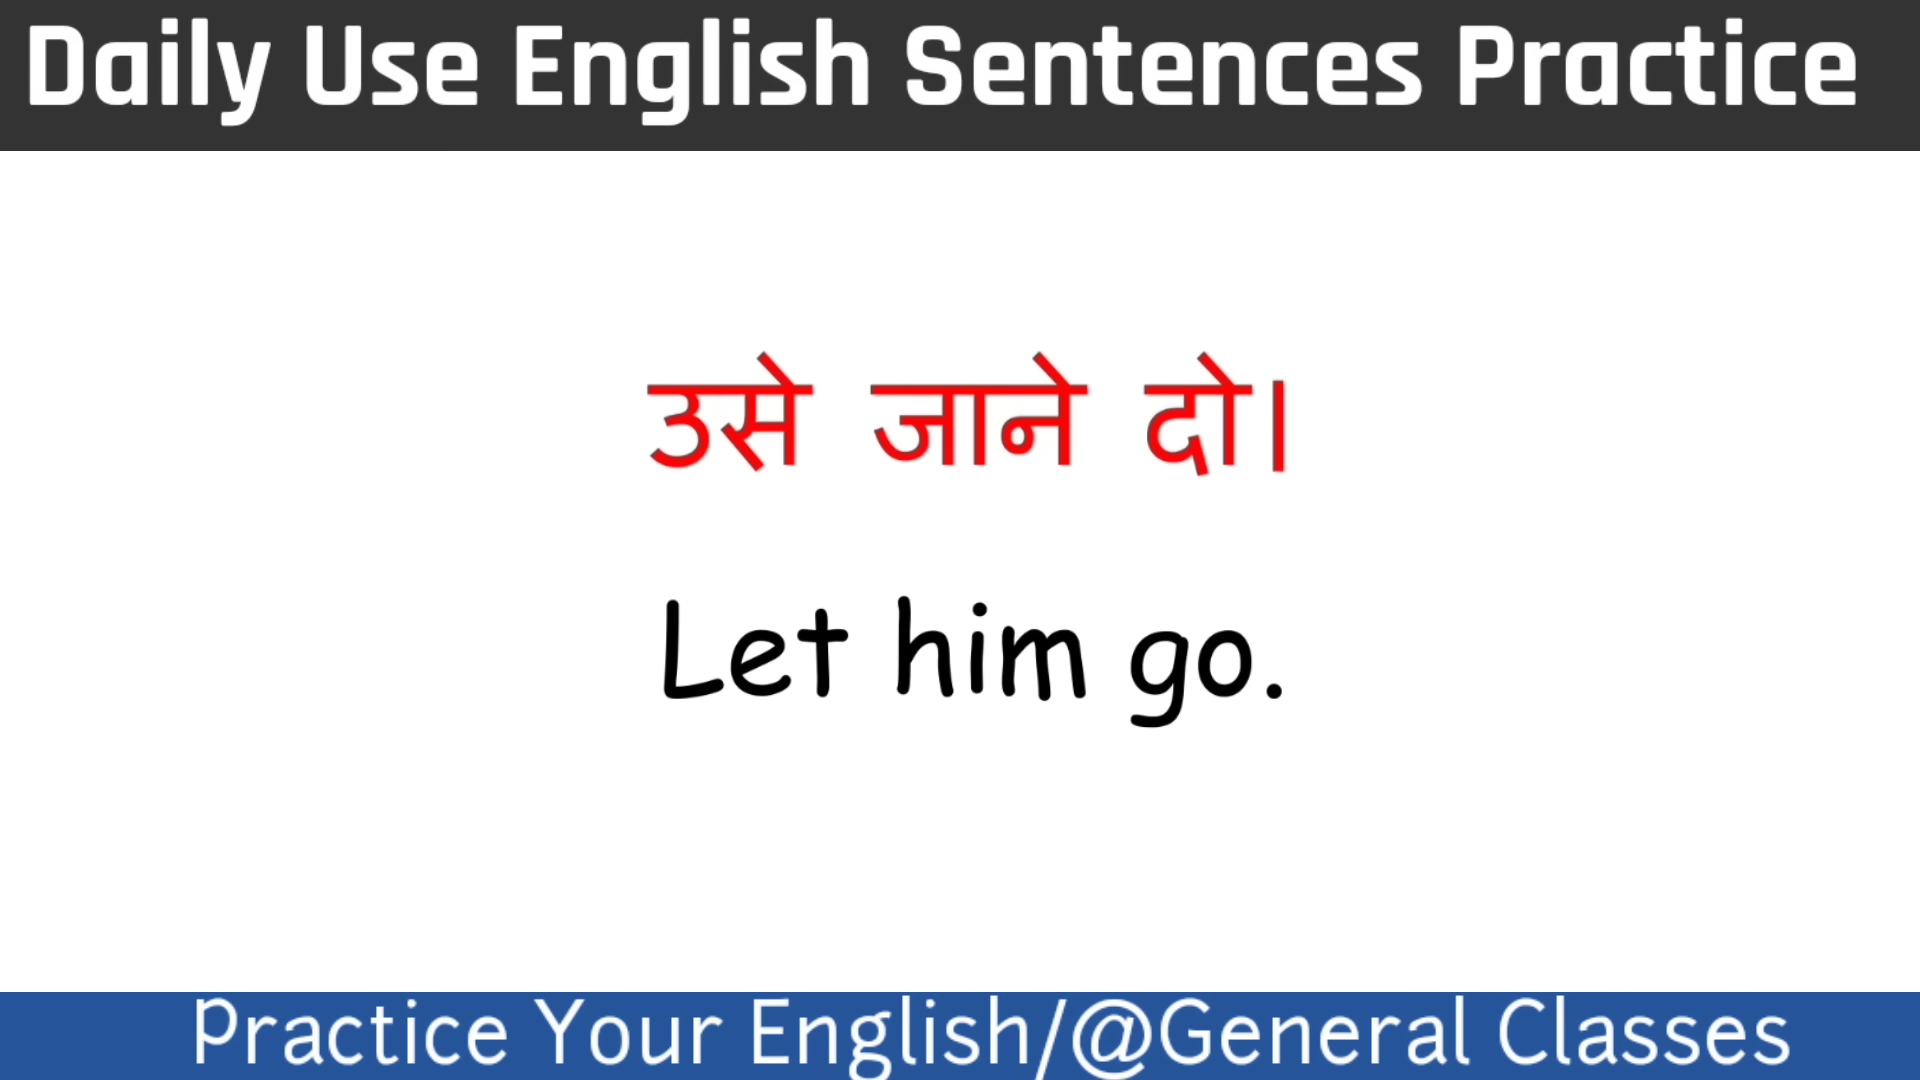 Daily Use English Sentences Practice
उसे जाने दो।
Let him go.
Practice Your English/@General Classes